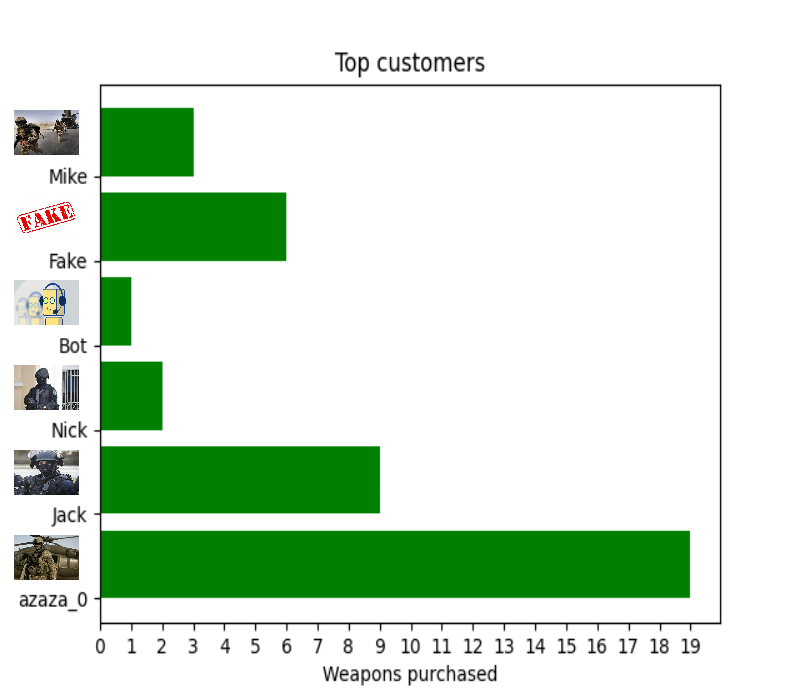 Top customers
Mike
FAKE
Fake
Bot
Nick
Jack
azaza_0
0 1 2 3 4 5 6 7 8 9 10 11 12 13 14 15 16 17 18 19
Weapons purchased